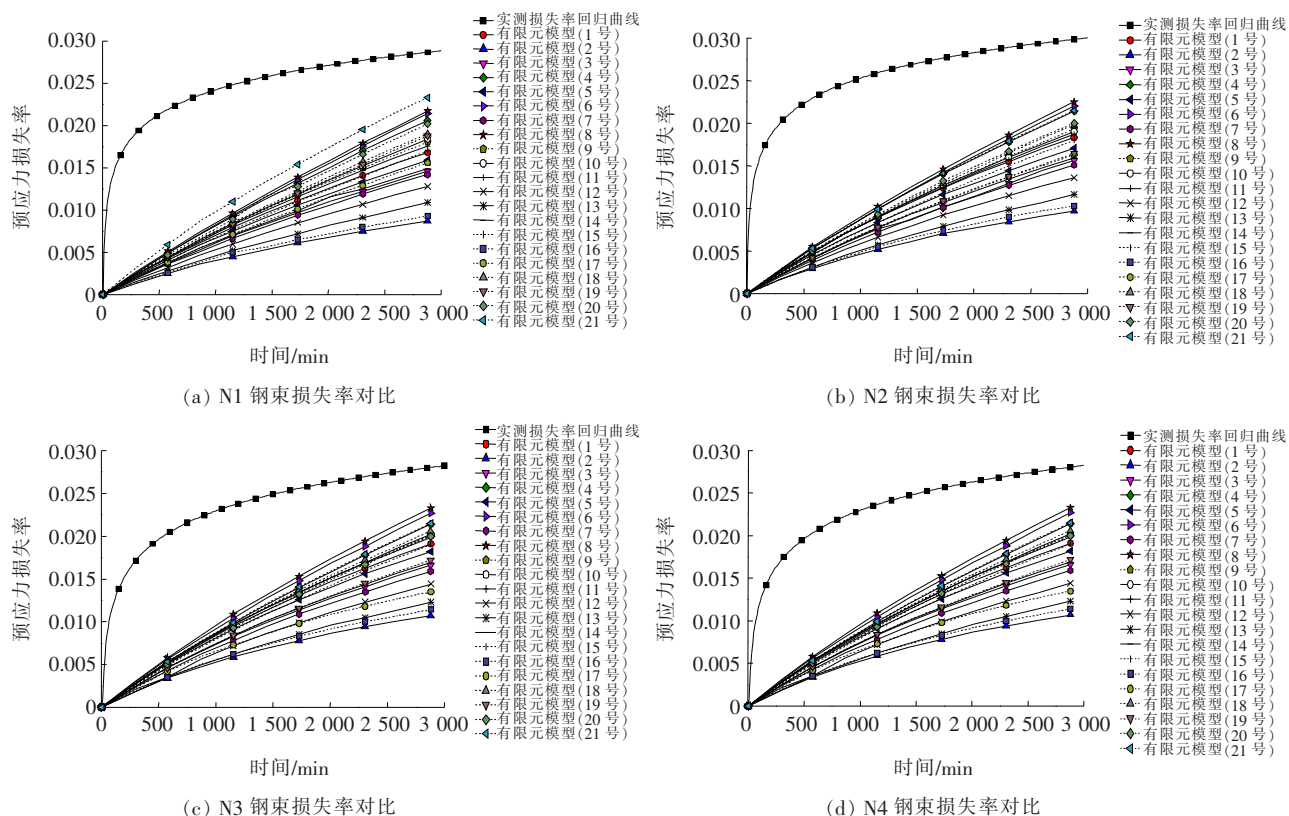 0.030
0.025
0.020
0.015
0.010
0.005
0
预应力损失率
500
1 000
1 500
2 000
2 500
3 000
时间/min
实测损失率回归曲线
有限元模型(1 号)
有限元模型(2 号)
有限元模型(3 号)
有限元模型(4 号)
有限元模型(5 号)
有限元模型(6 号)
有限元模型(7 号)
有限元模型(8 号)
有限元模型(9 号)
有限元模型(10 号)
有限元模型(11 号)
有限元模型(12 号)
有限元模型(13 号)
有限元模型(14 号)
有限元模型(15 号)
有限元模型(16 号)
有限元模型(17 号)
有限元模型(18 号)
有限元模型(19 号)
有限元模型(20 号)
有限元模型(21 号)
(a) N1 钢束损失率对比
0.030
0.025
0.020
0.015
0.010
0.005
0
预应力损失率
0
500
1 000
1 500
2 000
2 500
3 000
时间/min
实测损失率回归曲线
有限元模型(1 号)
有限元模型(2 号)
有限元模型(3 号)
有限元模型(4 号)
有限元模型(5 号)
有限元模型(6 号)
有限元模型(7 号)
有限元模型(8 号)
有限元模型(9 号)
有限元模型(10 号)
有限元模型(11 号)
有限元模型(12 号)
有限元模型(13 号)
有限元模型(14 号)
有限元模型(15 号)
有限元模型(16 号)
有限元模型(17 号)
有限元模型(18 号)
有限元模型(19 号)
有限元模型(20 号)
有限元模型(21 号)
(b) N2 钢束损失率对比
0.030
0.025
0.020
0.015
0.010
0.005
0
预应力损失率
0
500
1 000
1 500
2 000
2 500
3 000
时间/min
实测损失率回归曲线
有限元模型(1 号)
有限元模型(2 号)
有限元模型(3 号)
有限元模型(4 号)
有限元模型(5 号)
有限元模型(6 号)
有限元模型(7 号)
有限元模型(8 号)
有限元模型(9 号)
有限元模型(10 号)
有限元模型(11 号)
有限元模型(12 号)
有限元模型(13 号)
有限元模型(14 号)
有限元模型(15 号)
有限元模型(16 号)
有限元模型(17 号)
有限元模型(18 号)
有限元模型(19 号)
有限元模型(20 号)
有限元模型(21 号)
(c) N3 钢束损失率对比
0.030
0.025
0.020
0.015
0.010
0.005
0
预应力损失率
0
500
1 000
1 500
2 000
2 500
3 000
时间/min
实测损失率回归曲线
有限元模型(1 号)
有限元模型(2 号)
有限元模型(3 号)
有限元模型(4 号)
有限元模型(5 号)
有限元模型(6 号)
有限元模型(7 号)
有限元模型(8 号)
有限元模型(9 号)
有限元模型(10 号)
有限元模型(11 号)
有限元模型(12 号)
有限元模型(13 号)
有限元模型(14 号)
有限元模型(15 号)
有限元模型(16 号)
有限元模型(17 号)
有限元模型(18 号)
有限元模型(19 号)
有限元模型(20 号)
有限元模型(21 号)
(d) N4 钢束损失率对比